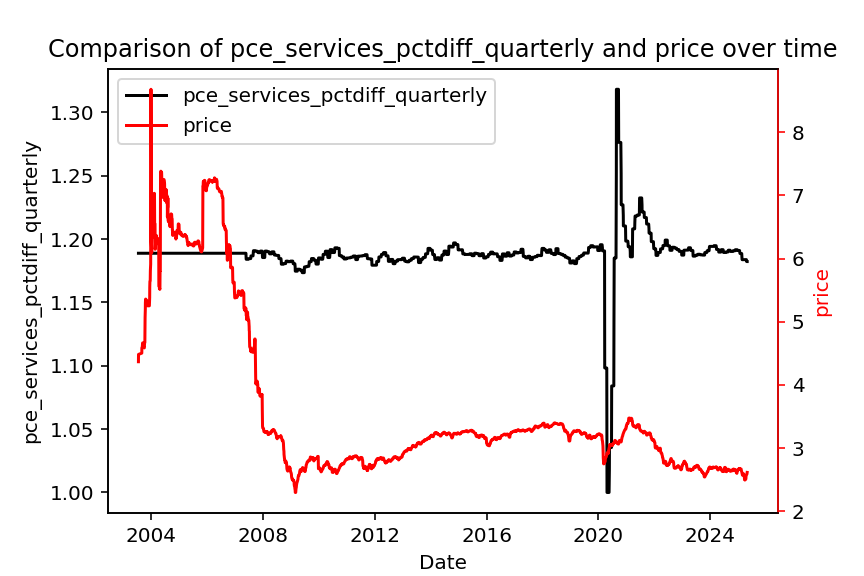 Comparison of pce_services_pctdiff_quarterly and price over time
pce_services_pctdiff_quarterly
price
1.30
1.25
1.20
1.15
1.10
1.05
1.00
pce_services_pctdiff_quarterly
8
7
6
5
4
3
2
price
2004 2008 2012 2016 2020 2024
Date